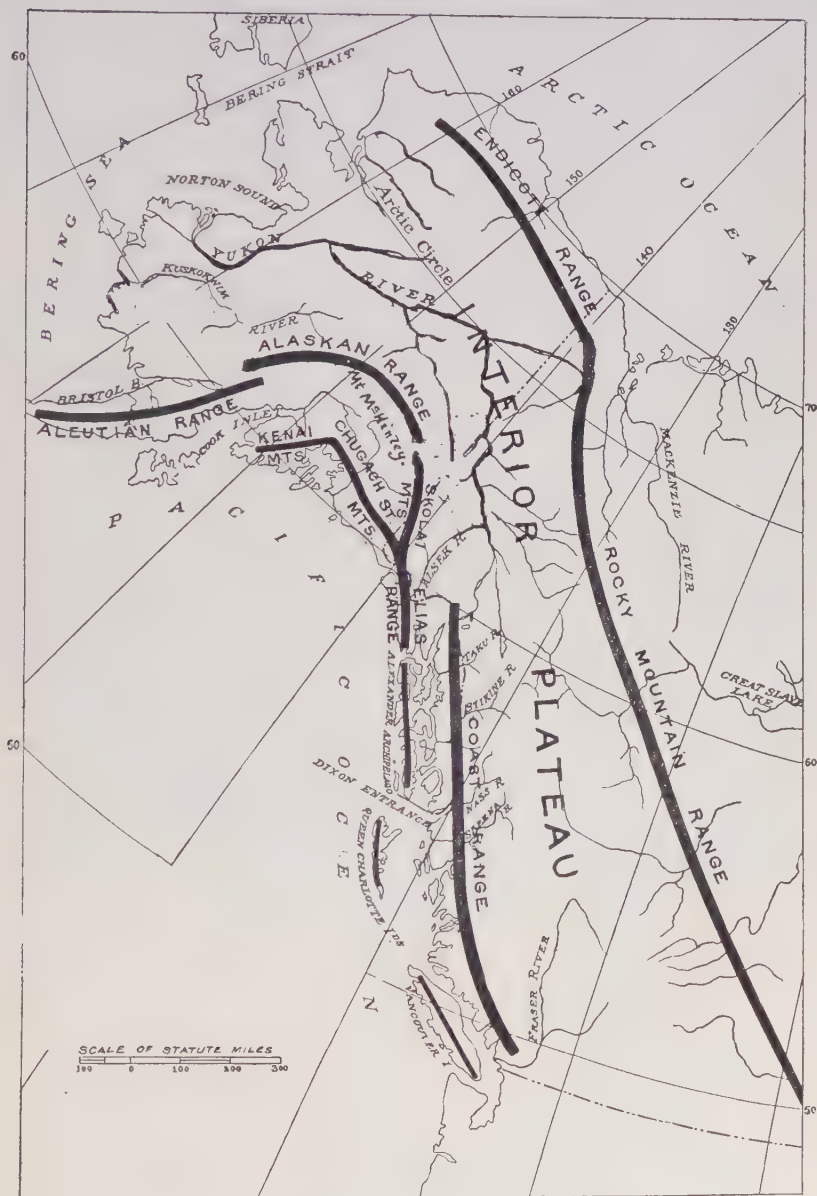 60
SIBERIA
BERING STRAIT
ARCTIC OCEAN
160
150
140
130
BERING SEA
NORTON SOUND
Arctic Circle
ENDICOTT RANGE
YUKON RIVER
KUSKOKWIM RIVER
ALASKAN RANGE
BRISTOL B.
ALEUTIAN RANGE
COOK INLET
KENAI MTS.
Mt McKinley.
CHUGACH MTS.
SKOLAI MTS
ST ELIAS RANGE
INTERIOR PLATEAU
70
MACKENZIE RIVER
PACIFIC OCEAN
ALSEK R.
ROCKY MOUNTAIN RANGE
TAKU R
ALEXANDER ARCHIPELAGO
STIKINE R
GREAT SLAVE LAKE
50
COAST RANGE
60
DIXON ENTRANCE
NASS R
SKEENA R
QUEEN CHARLOTTE IDS
VANCOUVER I
FRASER RIVER
SCALE OF STATUTE MILES
100 0 100 200 300
50